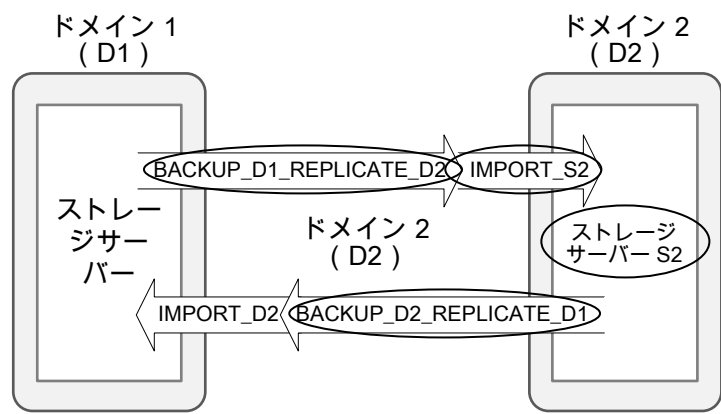 ドメイン 1
( D1 )
ドメイン 2
( D2 )
BACKUP_D1_REPLICATE_D2
IMPORT_S2
ストレー
ジサー
バー
ドメイン 2
( D2 )
ストレージ
サーバー S2
IMPORT_D2
BACKUP_D2_REPLICATE_D1